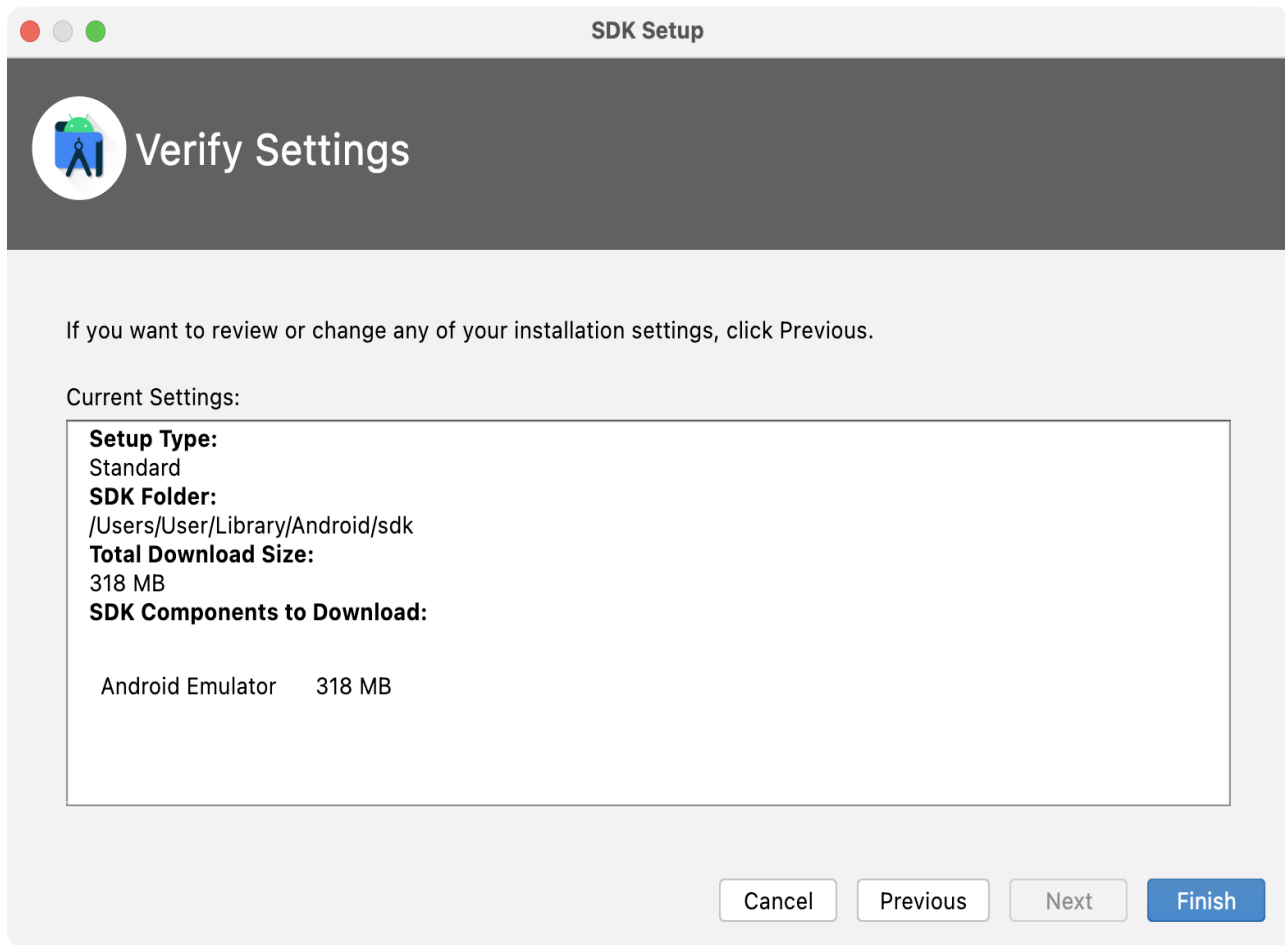 SDK Setup
Verify Settings
If you want to review or change any of your installation settings, click Previous.
Current Settings:
Setup Type:
Standard
SDK Folder:
/Users/User/Library/Android/sdk
Total Download Size:
318 MB
SDK Components to Download:
Android Emulator 318 MB
Cancel Previous Next Finish